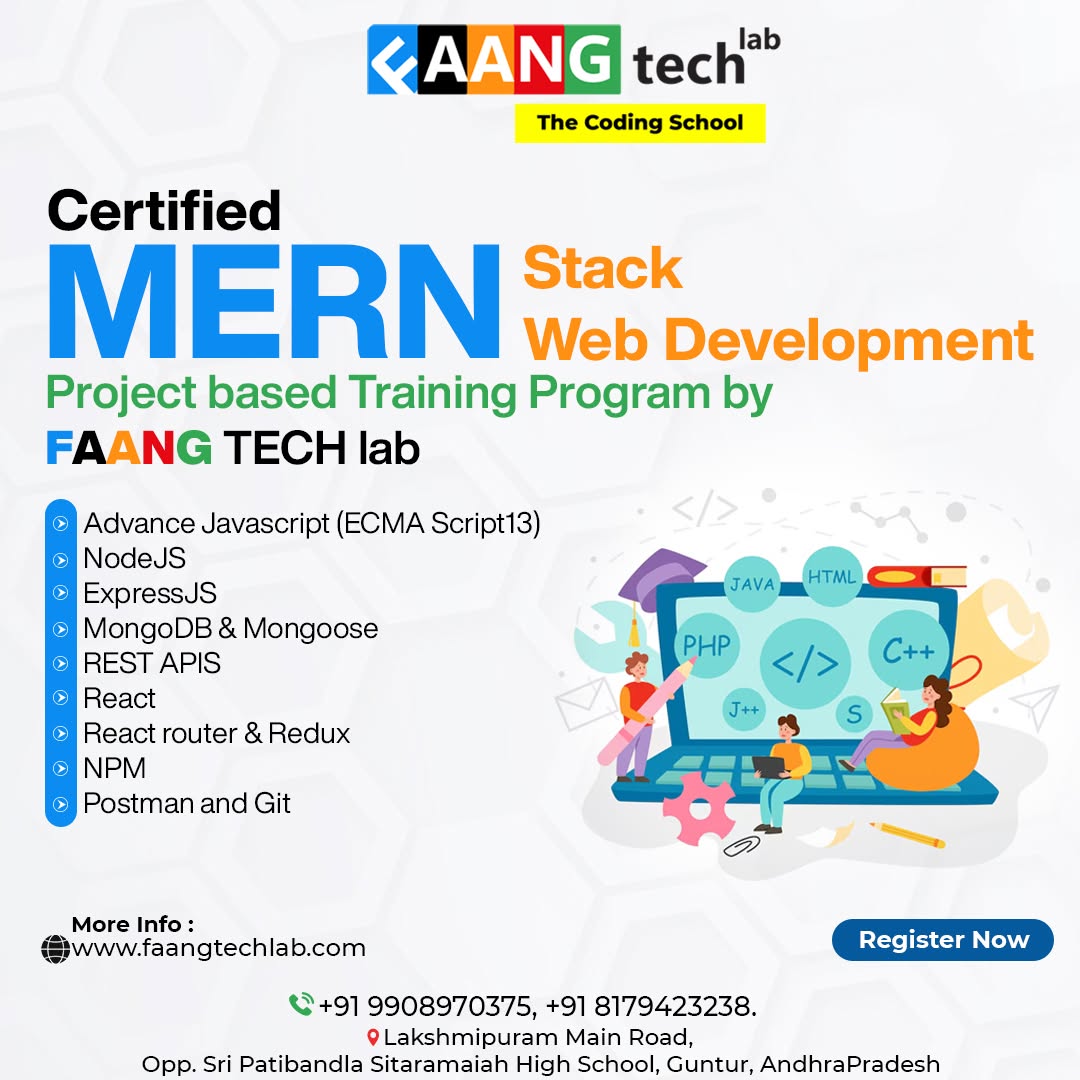 FAANG tech lab
The Coding School
Certified
MERN Stack
Web Development
Project based Training Program by
FAANG TECH lab
Advance Javascript (ECMA Script13)
NodeJS
ExpressJS
MongoDB & Mongoose
REST APIS
React
React router & Redux
NPM
Postman and Git
</>
JAVA
HTML
PHP
</>
C++
J++
S
More Info :
www.faangtechlab.com
Register Now
+91 9908970375, +91 8179423238.
Lakshmipuram Main Road,
Opp. Sri Patibandla Sitaramaiah High School, Guntur, AndhraPradesh